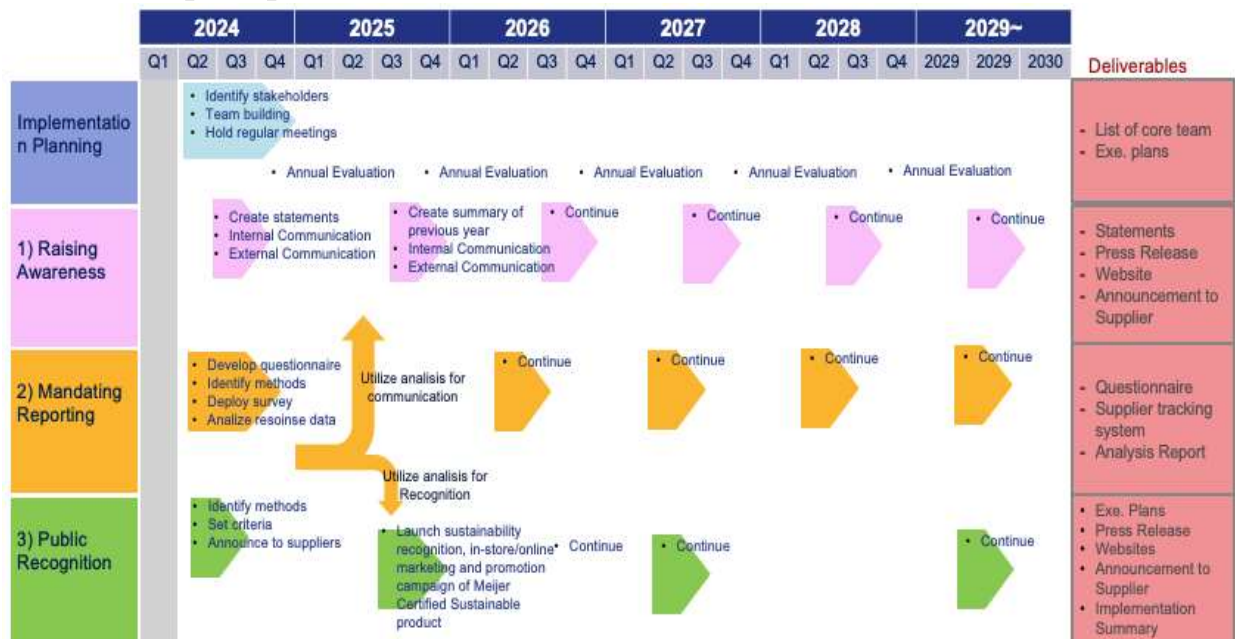 2024 2025 2026 2027 2028 2029~
Q1 Q2 Q3 Q4 Q1 Q2 Q3 Q4 Q1 Q2 Q3 Q4 Q1 Q2 Q3 Q4 Q1 Q2 Q3 Q4 2029 2029 2030
Deliverables
Implementatio
n Planning
• Identify stakeholders
• Team building
• Hold regular meetings
• Annual Evaluation • Annual Evaluation • Annual Evaluation • Annual Evaluation • Annual Evaluation
- List of core team
- Exe. plans
1) Raising
Awareness
• Create statements
• Internal Communication
• External Communication
• Create summary of
previous year
• Internal Communication
• External Communication
• Continue
• Continue
• Continue
• Continue
- Statements
- Press Release
- Website
- Announcement to
Supplier
2) Mandating
Reporting
• Develop questionnaire
• Identify methods
• Deploy survey
• Analize resoinse data
Utilize analisis for
communication
• Continue
• Continue
• Continue
• Continue
- Questionnaire
- Supplier tracking
system
- Analysis Report
Utilize analisis for
Recognition
3) Public
Recognition
• Identify methods
• Set criteria
• Announce to suppliers
• Launch sustainability
recognition, in-store/online
marketing and promotion
campaign of Meijer
Certified Sustainable
product
• Continue
• Continue
• Continue
• Exe. Plans
• Press Release
• Websites
• Announcement to
Supplier
• Implementation
Summary